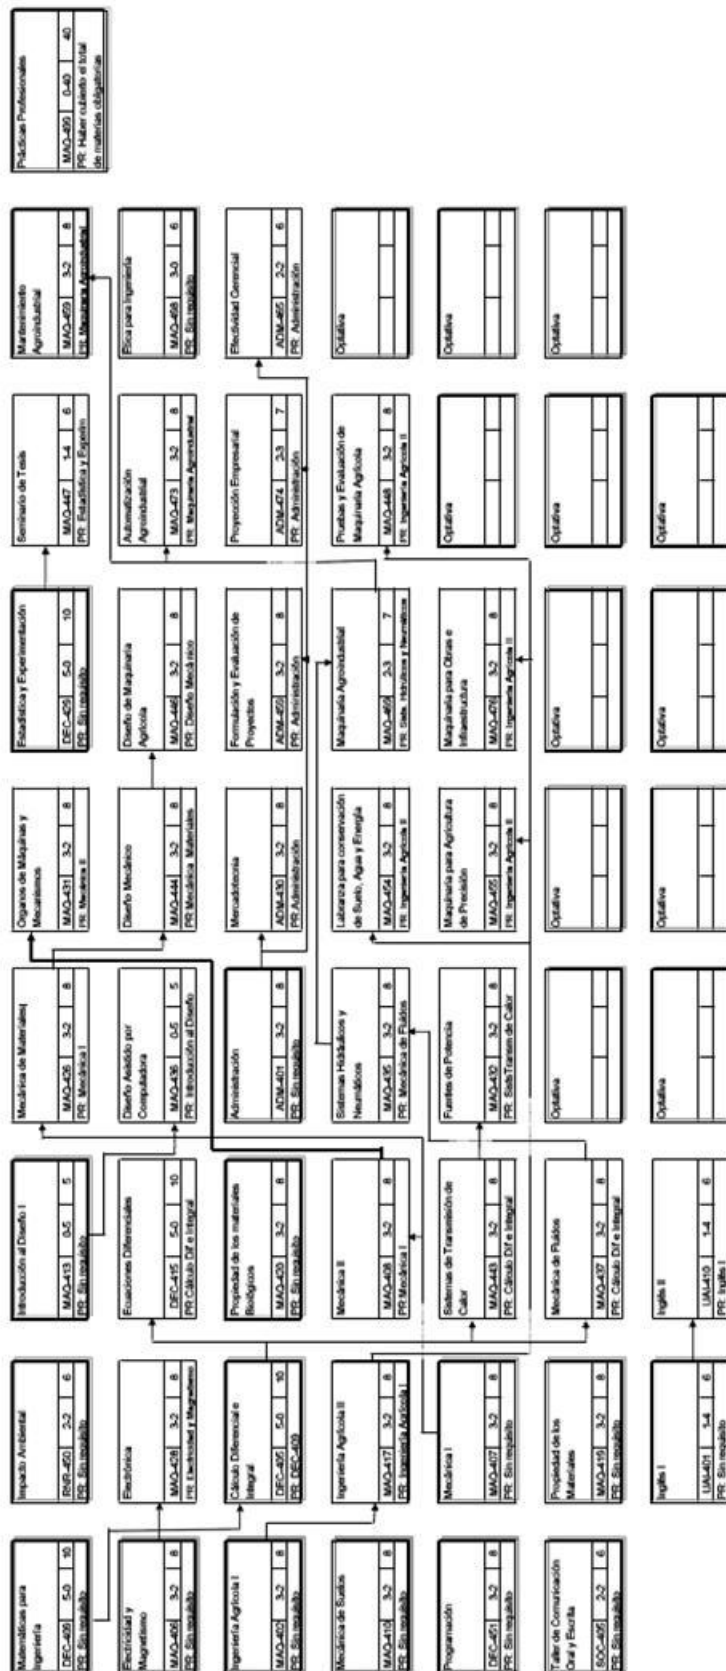 Matemáticas para
Ingeniería
DEC-409 5-0 10
PR: Sin requisito
Electricidad y
Magnetismo
MAQ-406 3-2 8
PR: Sin requisito
Ingeniería Agrícola I
MAQ-402 3-2 8
PR: Sin requisito
Mecánica de Suelos
MAQ-410 3-2 8
PR: Sin requisito
Programación
DEC-451 3-2 8
PR: Sin requisito
Taller de Comunicación
Oral y Escrita
SOC-405 2-2 6
PR: Sin requisito
Impacto Ambiental
RNR-450 2-2 6
PR: Sin requisito
Electrónica
MAQ-428 3-2 8
PR: Electricidad y Magnetismo
Cálculo Diferencial e
Integral
DEC-405 5-0 10
PR: DEC-409
Ingeniería Agrícola II
MAQ-417 3-2 8
PR: Ingeniería Agrícola I
Mecánica I
MAQ-407 3-2 8
PR: Sin requisito
Propiedad de los
Materiales
MAQ-419 3-2 8
PR: Sin requisito
Inglés I
UAI-401 1-4 6
PR: Sin requisito
Introducción al Diseño I
MAQ-413 0-5 5
PR: Sin requisito
Ecuaciones Diferenciales
DEC-415 5-0 10
PR: Cálculo Dif e Integral
Propiedad de los materiales
Biológicos
MAQ-420 3-2 8
PR: Sin requisito
Mecánica II
MAQ-408 3-2 8
PR: Mecánica I
Sistemas de Transmisión de
Calor
MAQ-443 3-2 8
PR: Cálculo Dif e Integral
Mecánica de Fluidos
MAQ-437 3-2 8
PR: Cálculo Dif e Integral
Inglés II
UAI-410 1-4 6
PR: Inglés I
Mecánica de Materiales
MAQ-426 3-2 8
PR: Mecánica I
Diseño Asistido por
Computadora
MAQ-436 0-5 5
PR: Introducción al Diseño
Administración
ADM-401 3-2 8
PR: Sin requisito
Sistemas Hidráulicos y
Neumáticos
MAQ-435 3-2 8
PR: Mecánica de Fluidos
Fuentes de Potencia
MAQ-432 3-2 8
PR: Sists Transm de Calor
Optativa
Optativa
Órganos de Máquinas y
Mecanismos
MAQ-431 3-2 8
PR: Mecánica II
Diseño Mecánico
MAQ-444 3-2 8
PR: Mecánica Materiales
Mercadotecnia
ADM-430 3-2 8
PR: Administración
Labranza para conservación
de Suelo, Agua y Energía
MAQ-454 3-2 8
PR: Ingeniería Agrícola II
Maquinaria para Agricultura
de Precisión
MAQ-455 3-2 8
PR: Ingeniería Agrícola II
Optativa
Optativa
Estadística y Experimentación
DEC-429 5-0 10
PR: Sin requisito
Diseño de Maquinaria
Agrícola
MAQ-446 3-2 8
PR: Diseño Mecánico
Formulación y Evaluación de
Proyectos
ADM-459 3-2 8
PR: Administración
Maquinaria Agroindustrial
MAQ-469 2-3 7
PR: Sists. Hidráulicos y Neumáticos
Maquinaria para Obras e
Infraestructura
MAQ-476 3-2 8
PR: Ingeniería Agrícola II
Optativa
Optativa
Seminario de Tesis
MAQ-447 1-4 6
PR: Estadística y Experim
Automatización
Agroindustrial
MAQ-473 3-2 8
PR: Maquinaria Agroindustrial
Proyección Empresarial
ADM-474 2-3 7
PR: Administración
Pruebas y Evaluación de
Maquinaria Agrícola
MAQ-448 3-2 8
PR: Ingeniería Agrícola II
Optativa
Optativa
Optativa
Mantenimiento
Agroindustrial
MAQ-459 3-2 8
PR: Maquinaria Agroindustrial
Ética para Ingeniería
MAQ-458 3-0 6
PR: Sin requisito
Efectividad Gerencial
ADM-465 2-2 6
PR: Administración
Optativa
Optativa
Optativa
Prácticas Profesionales
MAQ-499 0-40 40
PR: Haber cubierto el total
de materias obligatorias